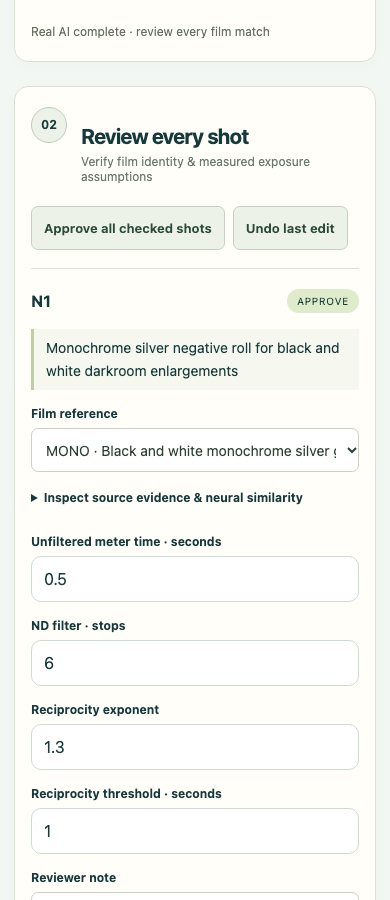 Real AI complete · review every film match
02
Review every shot
Verify film identity & measured exposure
assumptions
Approve all checked shots
Undo last edit
N1
APPROVE
Monochrome silver negative roll for black and
white darkroom enlargements
Film reference
MONO · Black and white monochrome silver
Inspect source evidence & neural similarity
Unfiltered meter time · seconds
0.5
ND filter · stops
6
Reciprocity exponent
1.3
Reciprocity threshold · seconds
1
Reviewer note